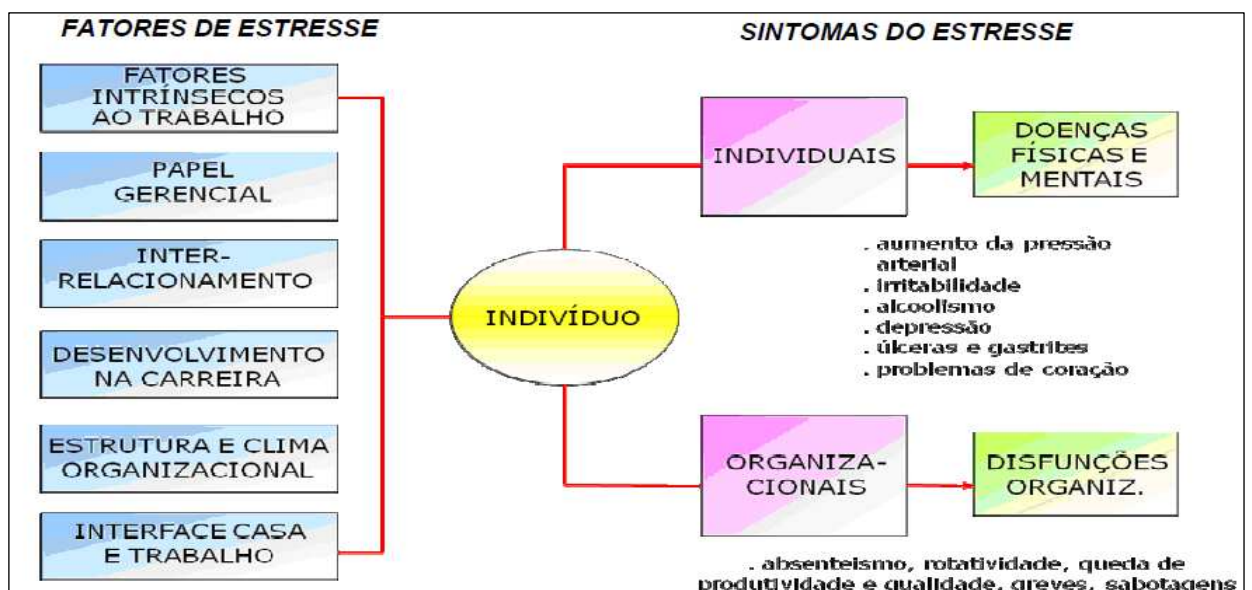 FATORES DE ESTRESSE
FATORES
INTRÍNSECOS
AO TRABALHO
PAPEL
GERENCIAL
INTER-
RELACIONAMENTO
DESENVOLVIMENTO
NA CARREIRA
ESTRUTURA E CLIMA
ORGANIZACIONAL
INTERFACE CASA
E TRABALHO
INDIVÍDUO
SINTOMAS DO ESTRESSE
INDIVIDUAIS
DOENÇAS
FÍSICAS E
MENTAIS
. aumento da pressão
arterial
. irritabilidade
. alcoolismo
. depressão
. úlceras e gastrites
. problemas de coração
ORGANIZA-
CIONAIS
DISFUNÇÕES
ORGANIZ.
. absenteismo, rotatividade, queda de
produtividade e qualidade, greves, sabotagens